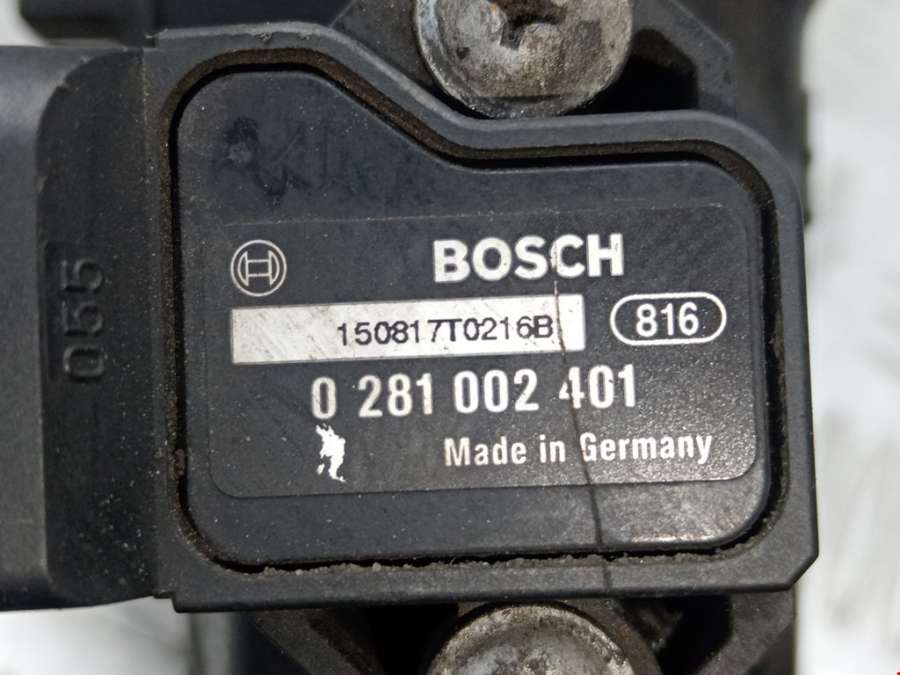 BOSCH
150817T0216B
816
0 281 002 401
Made in Germany
055